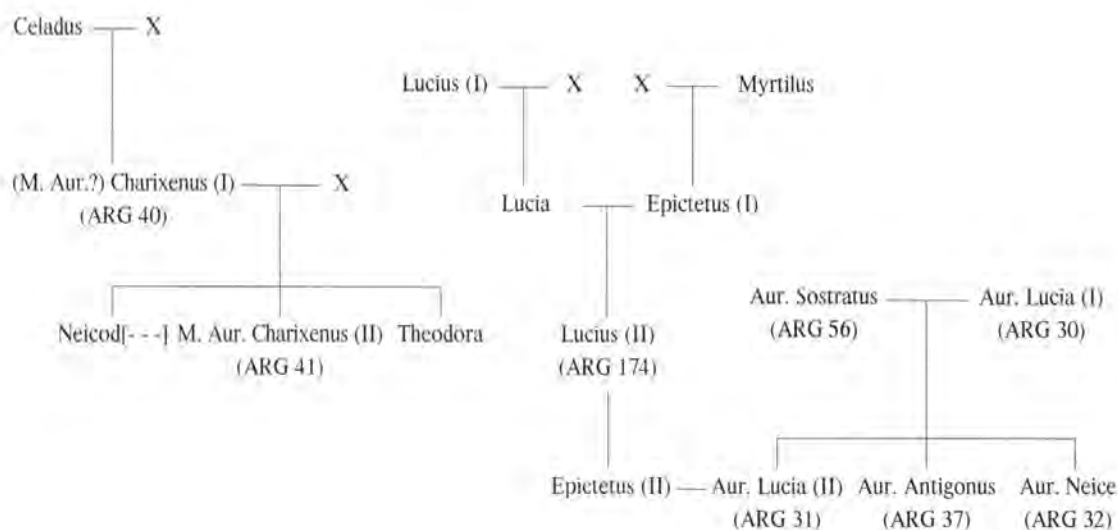 Celadus X
Lucius (I) X X Myrtilus
(M. Aur.?) Charixenus (I) X
(ARG 40)
Lucia Epictetus (I)
Aur. Sostratus Aur. Lucia (I)
(ARG 56) (ARG 30)
Neicod[- - -] M. Aur. Charixenus (II) Theodora Lucius (II)
(ARG 41) (ARG 174)
Epictetus (II) Aur. Lucia (II) Aur. Antigonus Aur. Neice
(ARG 31) (ARG 37) (ARG 32)